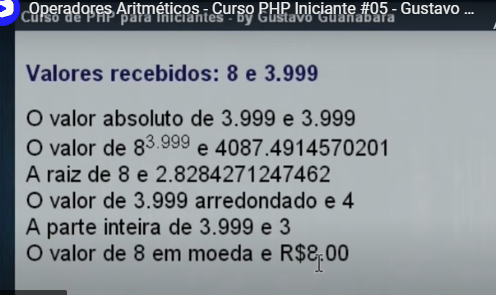 Operadores Aritméticos - Curso PHP Iniciante #05 - Gustavo ...
Curso de PHP para Iniciantes - by Gustavo Guanabara
Valores recebidos: 8 e 3.999
O valor absoluto de 3.999 e 3.999
O valor de 8^3.999 e 4087.4914570201
A raiz de 8 e 2.8284271247462
O valor de 3.999 arredondado e 4
A parte inteira de 3.999 e 3
O valor de 8 em moeda e R$8.00